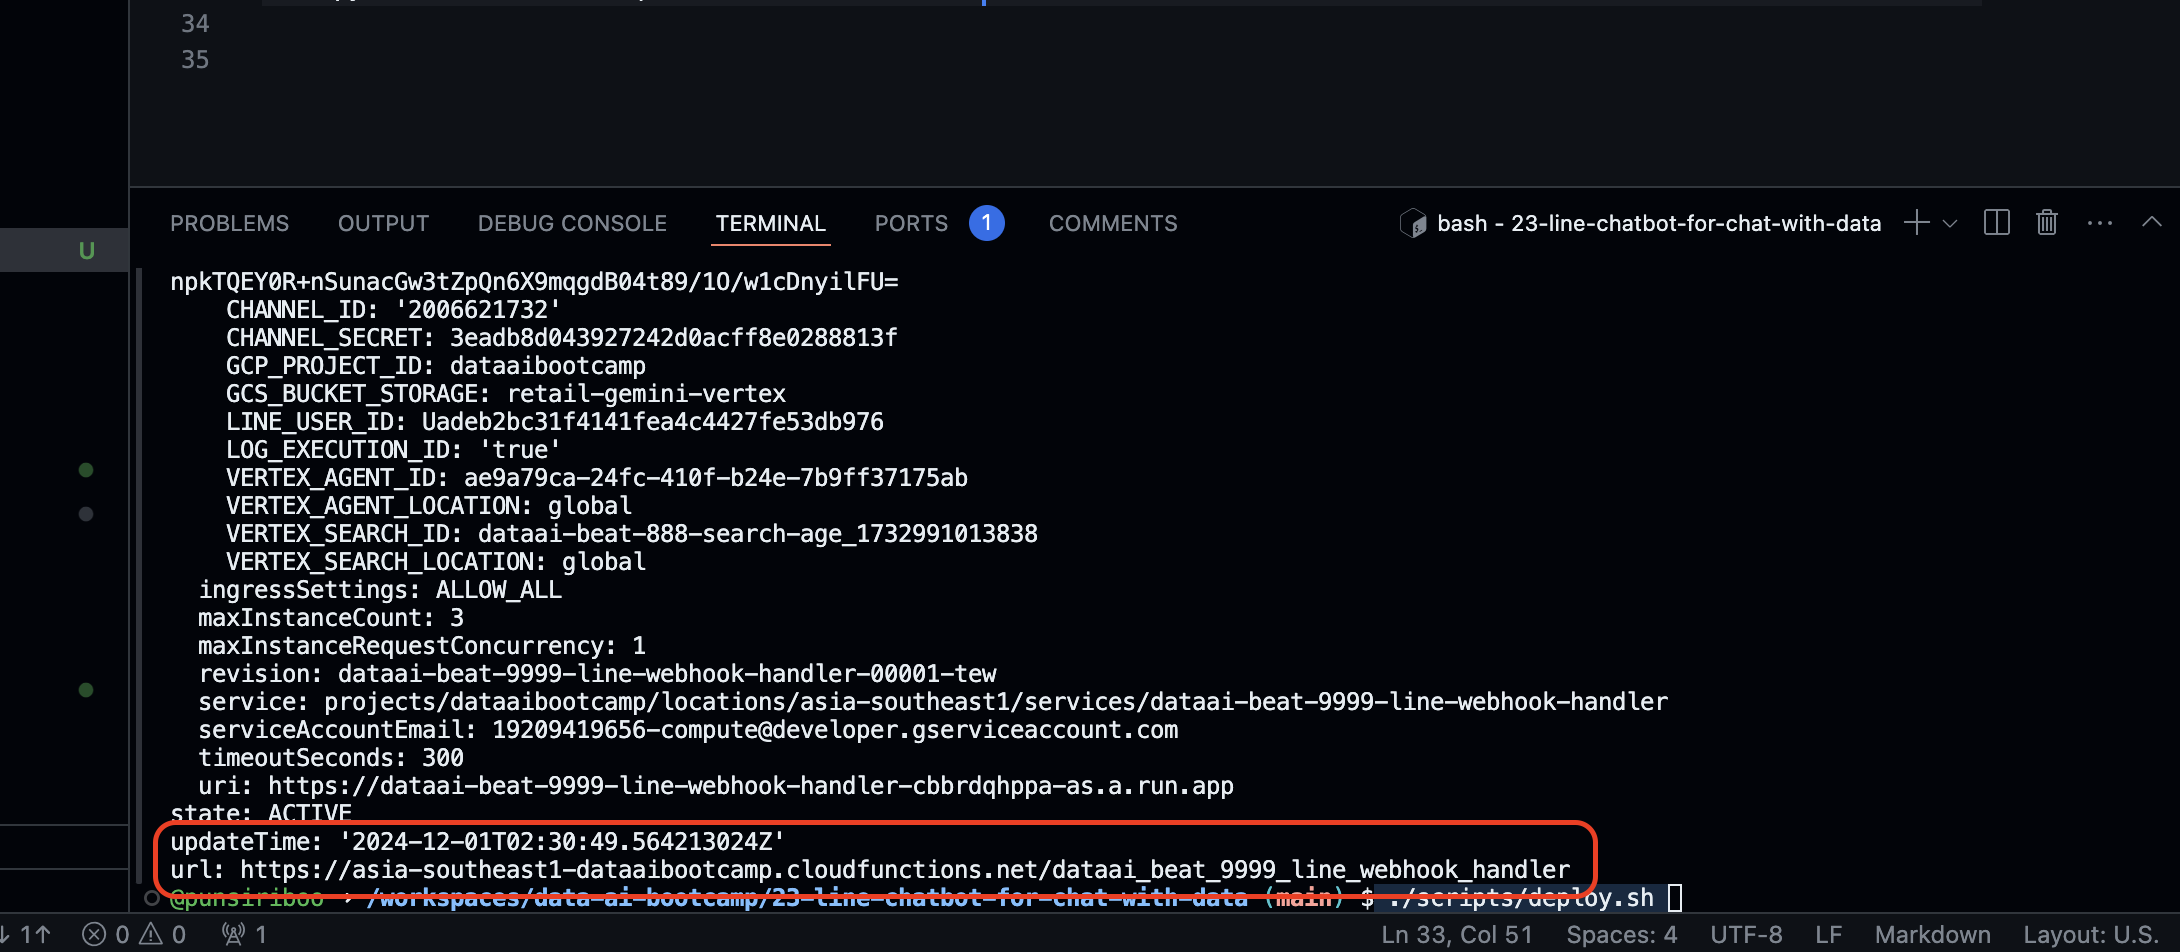 34
35
PROBLEMS OUTPUT DEBUG CONSOLE TERMINAL PORTS 1 COMMENTS bash - 23-line-chatbot-for-chat-with-data
U
npkTQEY0R+nSunacGw3tZpQn6X9mqgdB04t89/1O/w1cDnyilFU=
CHANNEL_ID: '2006621732'
CHANNEL_SECRET: 3eadb8d043927242d0acff8e0288813f
GCP_PROJECT_ID: dataaibootcamp
GCS_BUCKET_STORAGE: retail-gemini-vertex
LINE_USER_ID: Uadeb2bc31f4141fea4c4427fe53db976
LOG_EXECUTION_ID: 'true'
VERTEX_AGENT_ID: ae9a79ca-24fc-410f-b24e-7b9ff37175ab
VERTEX_AGENT_LOCATION: global
VERTEX_SEARCH_ID: dataai-beat-888-search-age_1732991013838
VERTEX_SEARCH_LOCATION: global
ingressSettings: ALLOW_ALL
maxInstanceCount: 3
maxInstanceRequestConcurrency: 1
revision: dataai-beat-9999-line-webhook-handler-00001-tew
service: projects/dataaibootcamp/locations/asia-southeast1/services/dataai-beat-9999-line-webhook-handler
serviceAccountEmail: 19209419656-compute@developer.gserviceaccount.com
timeoutSeconds: 300
uri: https://dataai-beat-9999-line-webhook-handler-cbbrdqhppa-as.a.run.app
state: ACTIVE
updateTime: '2024-12-01T02:30:49.564213024Z'
url: https://asia-southeast1-dataaibootcamp.cloudfunctions.net/dataai_beat_9999_line_webhook_handler
@punsiriboo → /workspaces/data-ai-bootcamp/23-line-chatbot-for-chat-with-data (main) $ ./scripts/deploy.sh
↓ 1↑ 0 0 1 Ln 33, Col 51 Spaces: 4 UTF-8 LF Markdown Layout: U.S.